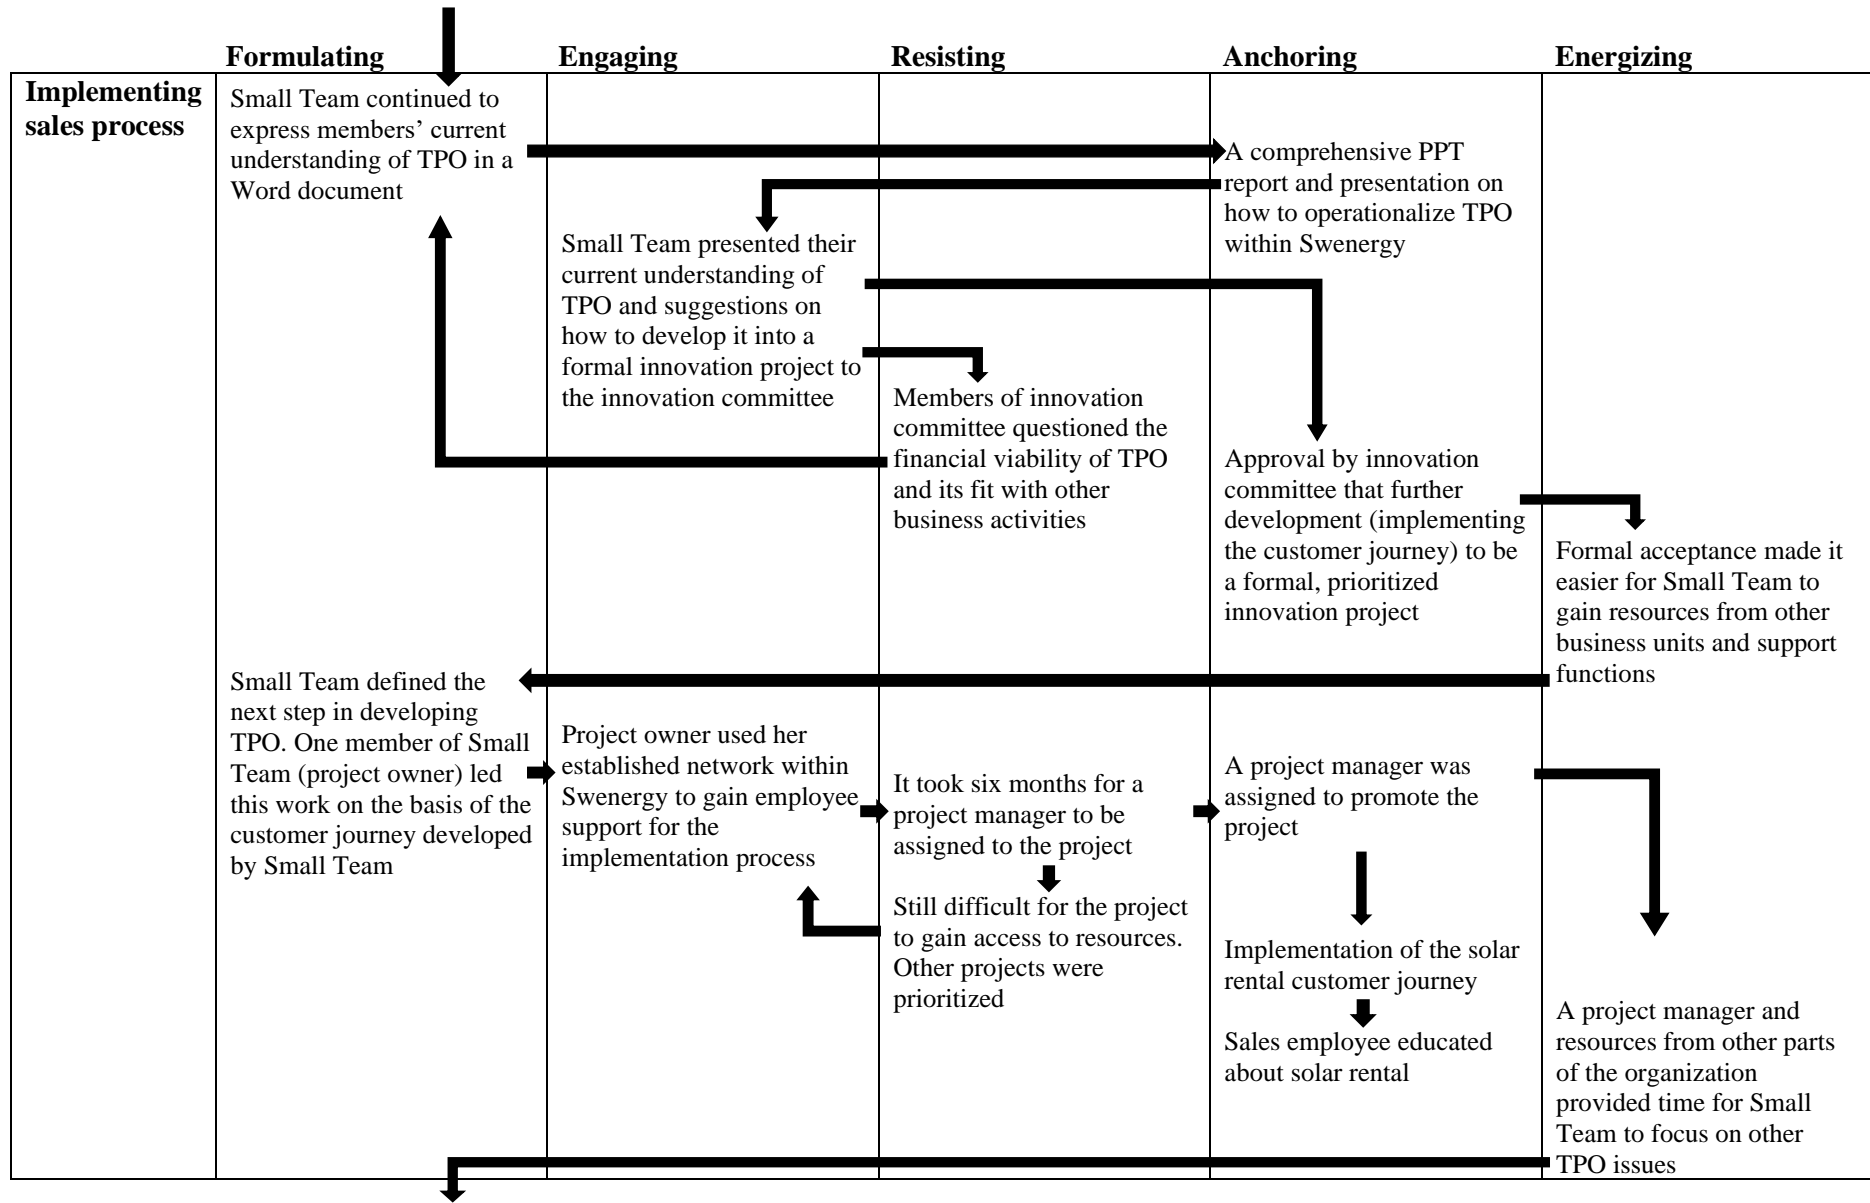 Formulating
Engaging
Resisting
Anchoring
Energizing
Implementing
sales process
Small Team continued to
express members’ current
understanding of TPO in a
Word document
A comprehensive PPT
report and presentation on
how to operationalize TPO
within Swenergy
Small Team presented their
current understanding of
TPO and suggestions on
how to develop it into a
formal innovation project to
the innovation committee
Members of innovation
committee questioned the
financial viability of TPO
and its fit with other
business activities
Approval by innovation
committee that further
development (implementing
the customer journey) to be
a formal, prioritized
innovation project
Formal acceptance made it
easier for Small Team to
gain resources from other
business units and support
functions
Small Team defined the
next step in developing
TPO. One member of Small
Team (project owner) led
this work on the basis of the
customer journey developed
by Small Team
Project owner used her
established network within
Swenergy to gain employee
support for the
implementation process
It took six months for a
project manager to be
assigned to the project
Still difficult for the project
to gain access to resources.
Other projects were
prioritized
A project manager was
assigned to promote the
project
Implementation of the solar
rental customer journey
Sales employee educated
about solar rental
A project manager and
resources from other parts
of the organization
provided time for Small
Team to focus on other
TPO issues